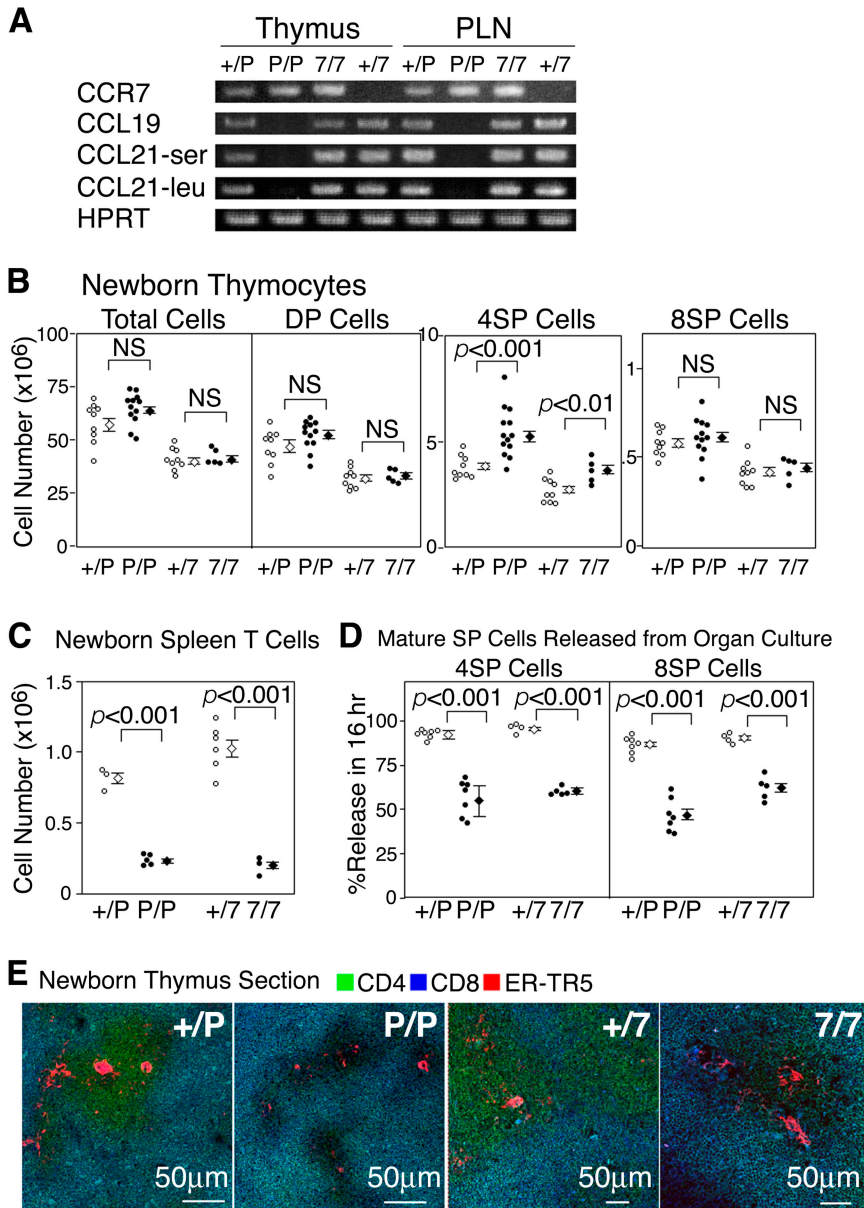 A
Thymus PLN
+/P P/P 7/7 +/7 +/P P/P 7/7 +/7
CCR7
CCL19
CCL21-ser
CCL21-leu
HPRT
B Newborn Thymocytes
Total Cells DP Cells 4SP Cells 8SP Cells
Cell Number (x10⁶)
100
75
50
25
0
NS NS
NS NS
10
5
0
p<0.001
p<0.01
1
.5
0
NS NS
+/P P/P +/7 7/7 +/P P/P +/7 7/7 +/P P/P +/7 7/7 +/P P/P +/7 7/7
C Newborn Spleen T Cells
Cell Number (x10⁶)
1.5
1.0
0.5
0
p<0.001 p<0.001
+/P P/P +/7 7/7
D Mature SP Cells Released from Organ Culture
4SP Cells 8SP Cells
%Release in 16 hr
100
75
50
25
0
p<0.001 p<0.001 p<0.001 p<0.001
+/P P/P +/7 7/7 +/P P/P +/7 7/7
E Newborn Thymus Section CD4 CD8 ER-TR5
+/P P/P +/7 7/7
50μm 50μm 50μm 50μm